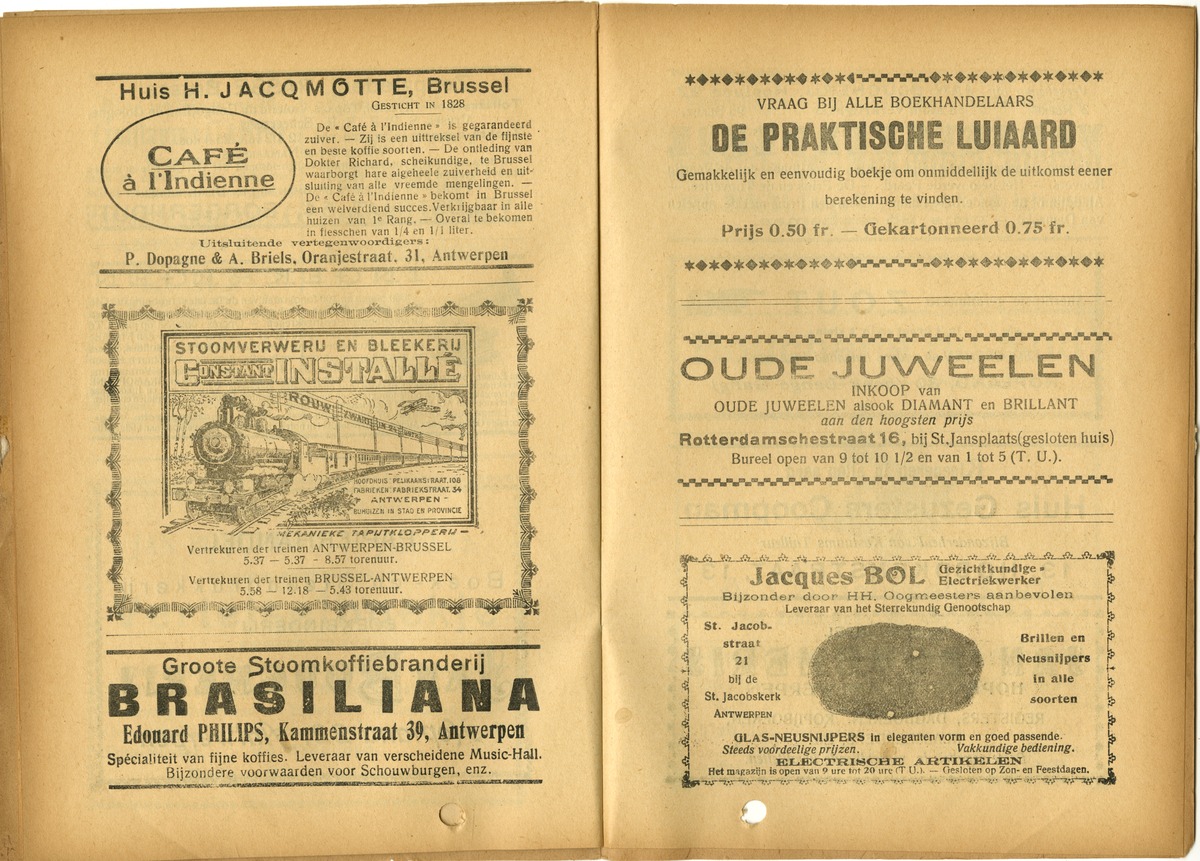 Huis H. JACQMOTTE, Brussel
GESTICHT IN 1828
CAFÉ
à l'Indienne
De « Café à l'Indienne » is gegarandeerd
zuiver. — Zij is een uittreksel van de fijnste
en beste koffie soorten. — De ontleding van
Dokter Richard, scheikundige, te Brussel
waarborgt hare algeheele zuiverheid en uit-
sluiting van alle vreemde mengelingen. —
De « Café à l'Indienne » bekomt in Brussel
een welverdiend succes. Verkrijgbaar in alle
huizen van 1e Rang. — Overal te bekomen
in flesschen van 1/4 en 1/1 liter.
Uitsluitende vertegenwoordigers:
P. Dopagne & A. Briels, Oranjestraat, 31, Antwerpen
STOOMVERWERIJ EN BLEEKERIJ
CONSTANT INSTALLÉ
ROUW ZWART IN 24
HOOFDHUIS PELIKAANSTRAAT, 108
FABRIEKEN FABRIEKSTRAAT, 34
- ANTWERPEN -
BIJHUIZEN IN STAD EN PROVINCIE
— MEKANIEKE TAPIJTKLOPPERIJ —
Vertrekuren der treinen ANTWERPEN-BRUSSEL
5.37 — 5.37 - 8.57 torenuur.
Vertrekuren der treinen BRUSSEL-ANTWERPEN
5.58 — 12.18 — 5.43 torenuur.
Groote Stoomkoffiebranderij
BRASILIANA
Edouard PHILIPS, Kammenstraat 39, Antwerpen
Spécialiteit van fijne koffies. Leveraar van verscheidene Music-Hall.
Bijzondere voorwaarden voor Schouwburgen, enz.
VRAAG BIJ ALLE BOEKHANDELAARS
DE PRAKTISCHE LUIAARD
Gemakkelijk en eenvoudig boekje om onmiddellijk de uitkomst eener
berekening te vinden.
Prijs 0.50 fr. — Gekartonneerd 0.75 fr.
OUDE JUWEELEN
INKOOP van
OUDE JUWEELEN alsook DIAMANT en BRILLANT
aan den hoogsten prijs
Rotterdamschestraat 16, bij St. Jansplaats (gesloten huis)
Bureel open van 9 tot 10 1/2 en van 1 tot 5 (T. U.).
Jacques BOL Gezichtkundige -
Electriekwerker
Bijzonder door HH. Oogmeesters aanbevolen
Leveraar van het Sterrekundig Genootschap
St. Jacob-
straat
21
bij de
St. Jacobskerk
ANTWERPEN
Brillen en
Neusnijpers
in alle
soorten
GLAS-NEUSNIJPERS in eleganten vorm en goed passende.
Steeds voordeelige prijzen. Vakkundige bediening.
ELECTRISCHE ARTIKELEN
Het magazijn is open van 9 ure tot 20 ure (T U.). — Gesloten op Zon- en Feestdagen.